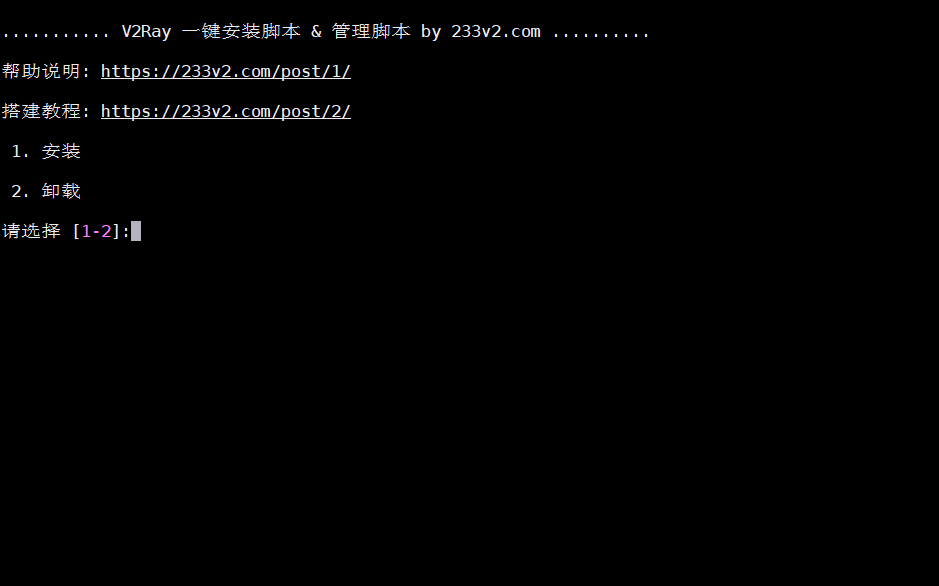 ........... V2Ray 一键安装脚本 & 管理脚本 by 233v2.com ..........
帮助说明: https://233v2.com/post/1/
搭建教程: https://233v2.com/post/2/
1. 安装
2. 卸载
请选择 [1-2]: